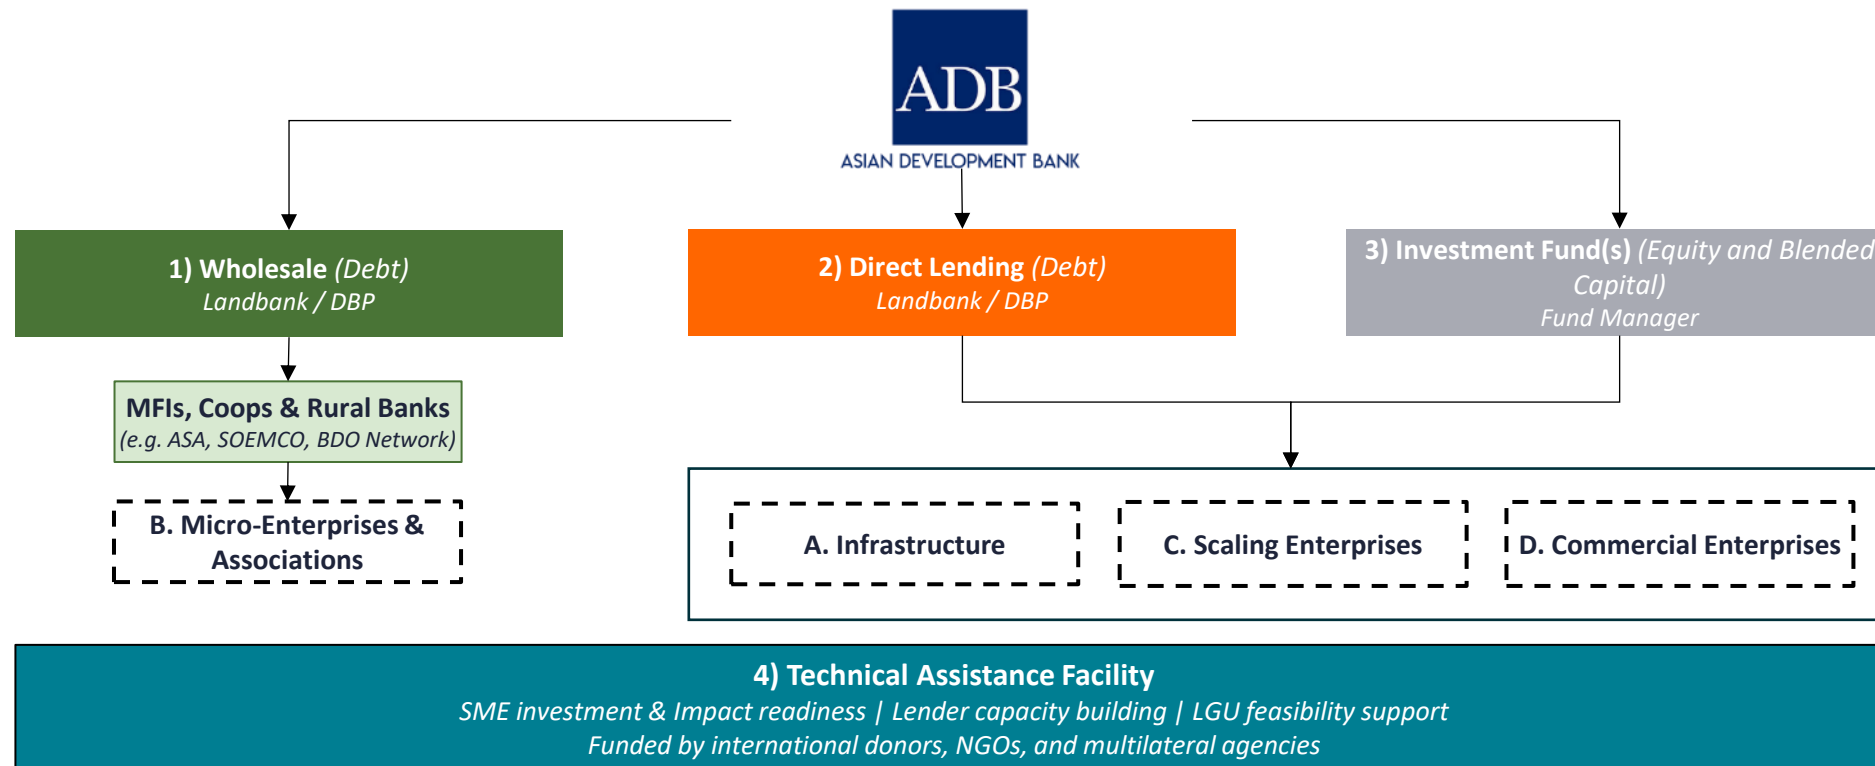 ADB
ASIAN DEVELOPMENT BANK
1) Wholesale (Debt)
Landbank / DBP
2) Direct Lending (Debt)
Landbank / DBP
3) Investment Fund(s) (Equity and Blended
Capital)
Fund Manager
MFIs, Coops & Rural Banks
(e.g. ASA, SOEMCO, BDO Network)
B. Micro-Enterprises &
Associations
A. Infrastructure
C. Scaling Enterprises
D. Commercial Enterprises
4) Technical Assistance Facility
SME investment & Impact readiness | Lender capacity building | LGU feasibility support
Funded by international donors, NGOs, and multilateral agencies